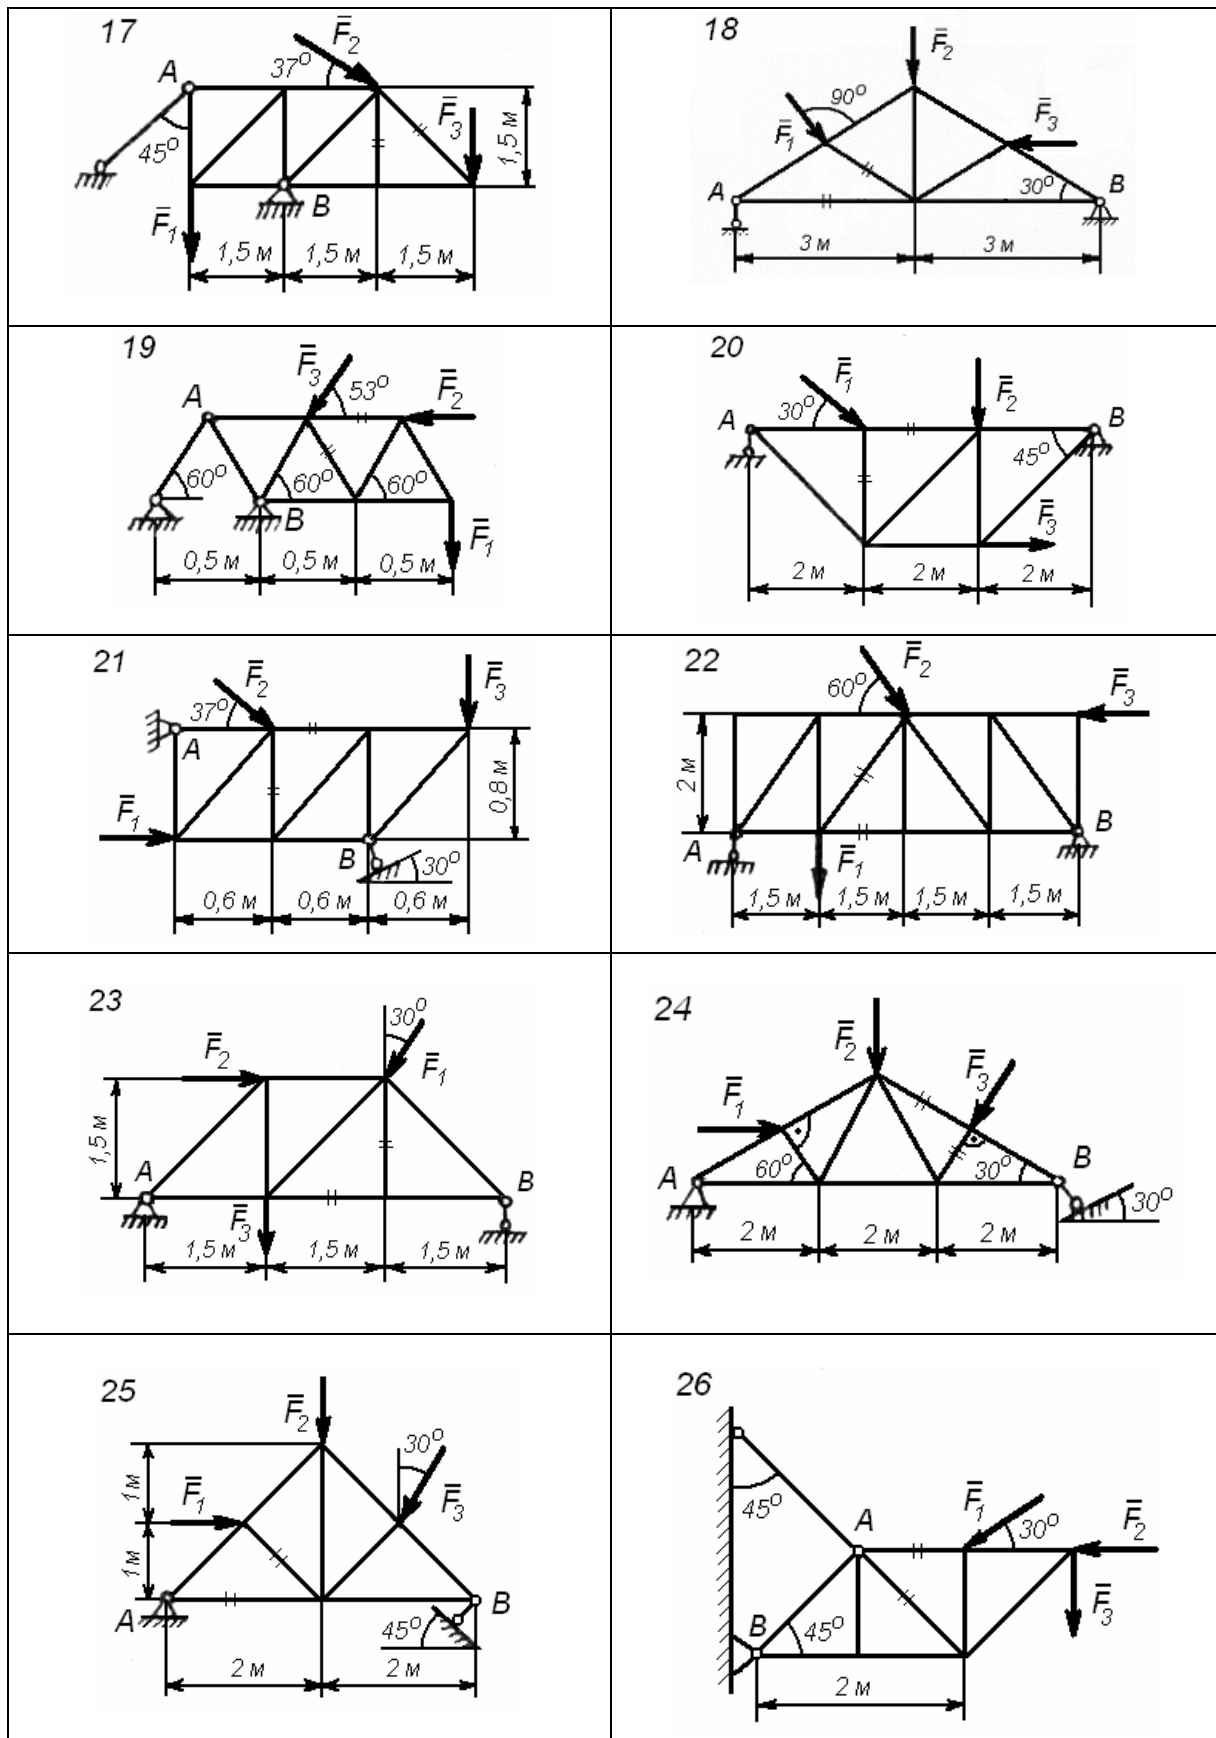 17
F̅₂
A
37°
F̅₃
45°
1,5 м
F̅₁
B
1,5 м 1,5 м 1,5 м
18
F̅₂
90°
F̅₁
F̅₃
A
30°
B
3 м 3 м
19
F̅₃
53°
F̅₂
A
60° 60° 60°
B
F̅₁
0,5 м 0,5 м 0,5 м
20
F̅₁
F̅₂
A
30°
B
45°
F̅₃
2 м 2 м 2 м
21
F̅₂
F̅₃
37°
A
0,8 м
F̅₁
B
30°
0,6 м 0,6 м 0,6 м
22
F̅₂
60°
F̅₃
2 м
A
F̅₁
B
1,5 м 1,5 м 1,5 м 1,5 м
23
30°
F̅₂
F̅₁
1,5 м
A
B
F̅₃
1,5 м 1,5 м 1,5 м
24
F̅₂
F̅₃
F̅₁
A
60°
30°
B
30°
2 м 2 м 2 м
25
F̅₂
30°
1 м
F̅₁
F̅₃
1 м
A
B
45°
2 м 2 м
26
45°
A
F̅₁
30°
F̅₂
F̅₃
B
45°
2 м